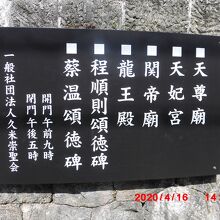 ■天尊廟
■天妃宮
■関帝廟
■龍王殿
■程順則頌徳碑
■蔡温頌徳碑
開門 午前九時
閉門 午後五時
一般社団法人久米崇聖会
2020/4/16